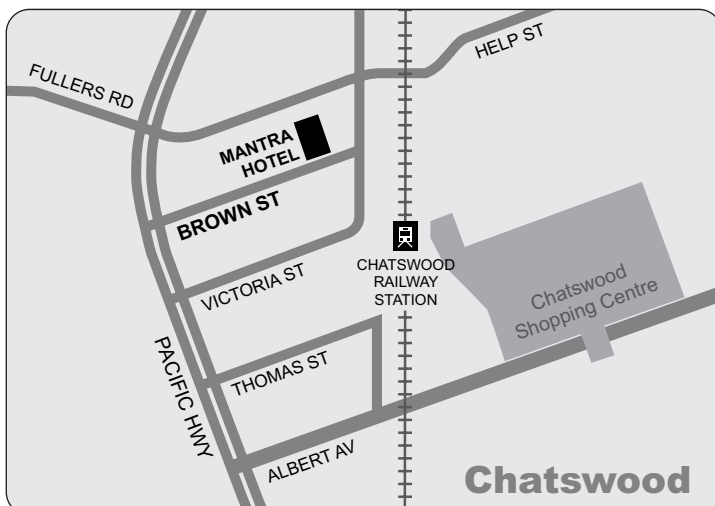 HELP ST
FULLERS RD
MANTRA
HOTEL
BROWN ST
VICTORIA ST
CHATSWOOD
RAILWAY
STATION
Chatswood
Shopping Centre
THOMAS ST
PACIFIC HWY
ALBERT AV
Chatswood